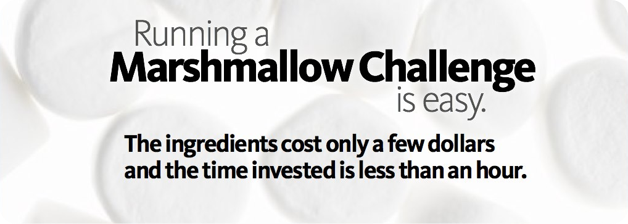 Running a
Marshmallow Challenge
is easy.
The ingredients cost only a few dollars
and the time invested is less than an hour.